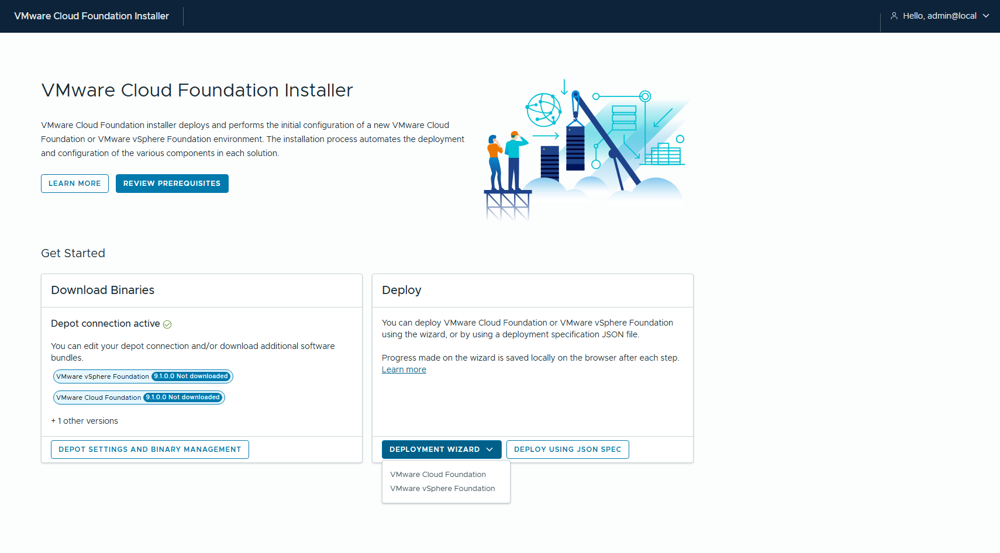 VMware Cloud Foundation Installer
Hello, admin@local
VMware Cloud Foundation Installer
VMware Cloud Foundation installer deploys and performs the initial configuration of a new VMware Cloud
Foundation or VMware vSphere Foundation environment. The installation process automates the deployment
and configuration of the various components in each solution.
LEARN MORE
REVIEW PREREQUISITES
Get Started
Download Binaries
Depot connection active
You can edit your depot connection and/or download additional software
bundles.
VMware vSphere Foundation 9.1.0.0 Not downloaded
VMware Cloud Foundation 9.1.0.0 Not downloaded
+ 1 other versions
DEPOT SETTINGS AND BINARY MANAGEMENT
Deploy
You can deploy VMware Cloud Foundation or VMware vSphere Foundation
using the wizard, or by using a deployment specification JSON file.
Progress made on the wizard is saved locally on the browser after each step.
Learn more
DEPLOYMENT WIZARD
DEPLOY USING JSON SPEC
VMware Cloud Foundation
VMware vSphere Foundation